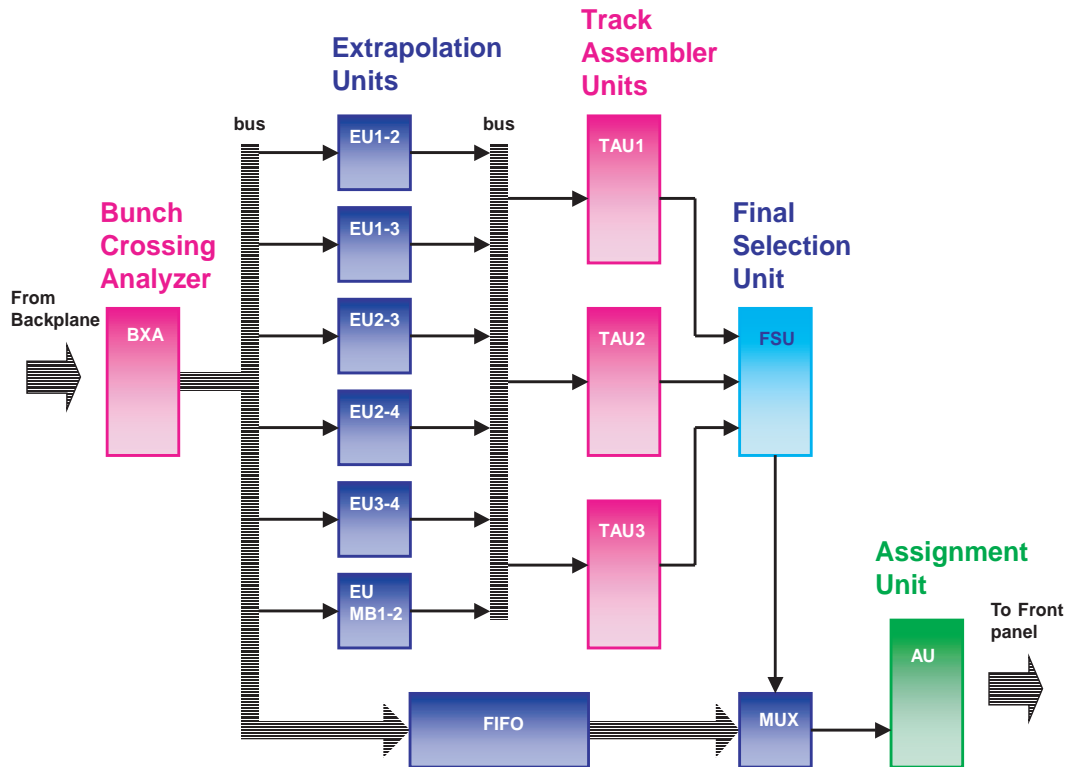 Extrapolation
Units
Track
Assembler
Units
bus
bus
EU1-2
TAU1
Bunch
Crossing
Analyzer
EU1-3
Final
Selection
Unit
From
Backplane
BXA
EU2-3
TAU2
FSU
EU2-4
EU3-4
TAU3
Assignment
Unit
EU
MB1-2
To Front
panel
AU
FIFO
MUX